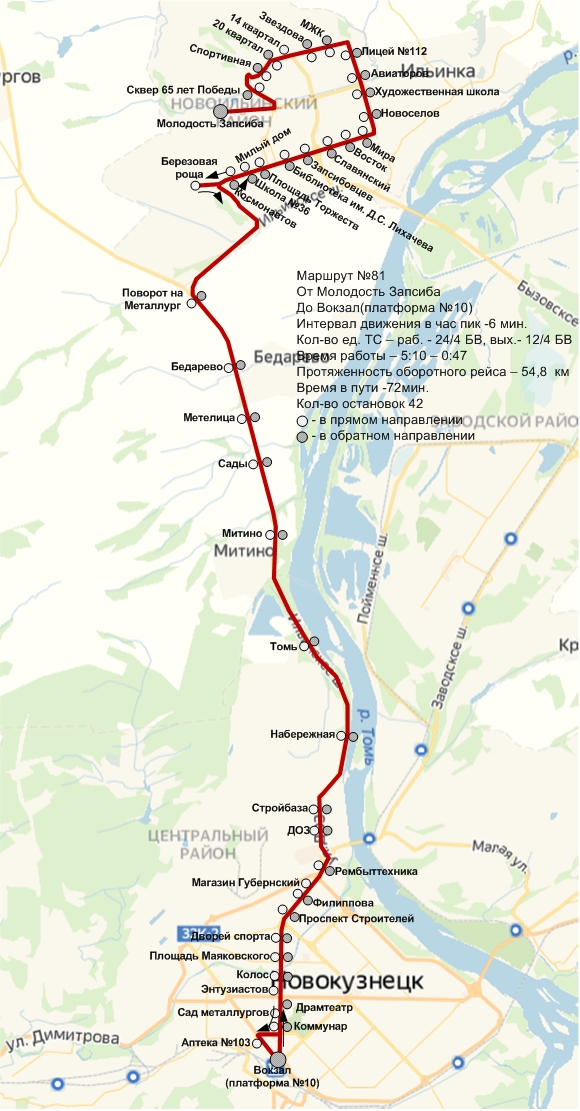 МЖК
Звездова
14 квартал
20 квартал
Спортивная
Лицей №112
Ильинка
Авиаторов
Сквер 65 лет Победы
Художественная школа
НОВОИЛЬИНСКИЙ
РАЙОН
Новоселов
Молодость Запсиба
Милый дом
Мира
Восток
Славянский
Запсибовцев
Библиотека им. Д.С. Лихачева
Площадь Торжеств
Школа №36
Космонавтов
Березовая
роща
Маршрут №81
От Молодость Запсиба
До Вокзал(платформа №10)
Интервал движения в час пик -6 мин.
Кол-во ед. ТС – раб. - 24/4 БВ, вых.- 12/4 БВ
Время работы – 5:10 – 0:47
Протяженность оборотного рейса – 54,8 км
Время в пути -72мин.
Кол-во остановок 42
- в прямом направлении
- в обратном направлении
Поворот на
Металлург
Бедарево
Бедарево
Метелица
Сады
Митино
Митино
Пойменное ш.
Заводское ш.
Томь
р. Томь
Набережная
Стройбаза
ДОЗ
ЦЕНТРАЛЬНЫЙ
РАЙОН
Малая ул.
Рембыттехника
Магазин Губернский
Филиппова
Проспект Строителей
Дворей спорта
Площадь Маяковского
Колос
Новокузнецк
Энтузиастов
Драмтеатр
Сад металлургов
Коммунар
ул. Димитрова
Аптека №103
Вокзал
(платформа №10)